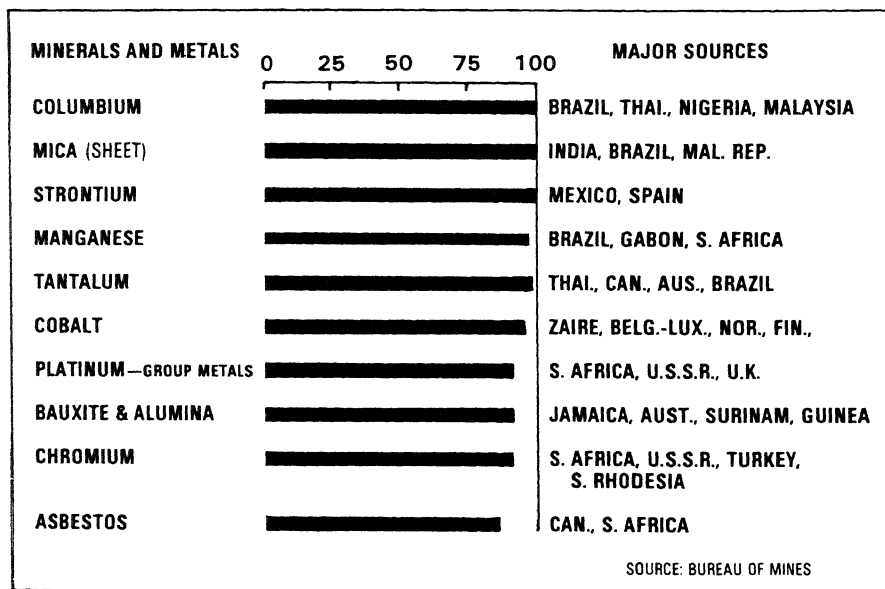 MINERALS AND METALS 0 25 50 75 100 MAJOR SOURCES
COLUMBIUM BRAZIL, THAI., NIGERIA, MALAYSIA
MICA (SHEET) INDIA, BRAZIL, MAL. REP.
STRONTIUM MEXICO, SPAIN
MANGANESE BRAZIL, GABON, S. AFRICA
TANTALUM THAI., CAN., AUS., BRAZIL
COBALT ZAIRE, BELG.-LUX., NOR., FIN.,
PLATINUM—GROUP METALS S. AFRICA, U.S.S.R., U.K.
BAUXITE & ALUMINA JAMAICA, AUST., SURINAM, GUINEA
CHROMIUM S. AFRICA, U.S.S.R., TURKEY,
S. RHODESIA
ASBESTOS CAN., S. AFRICA
SOURCE: BUREAU OF MINES